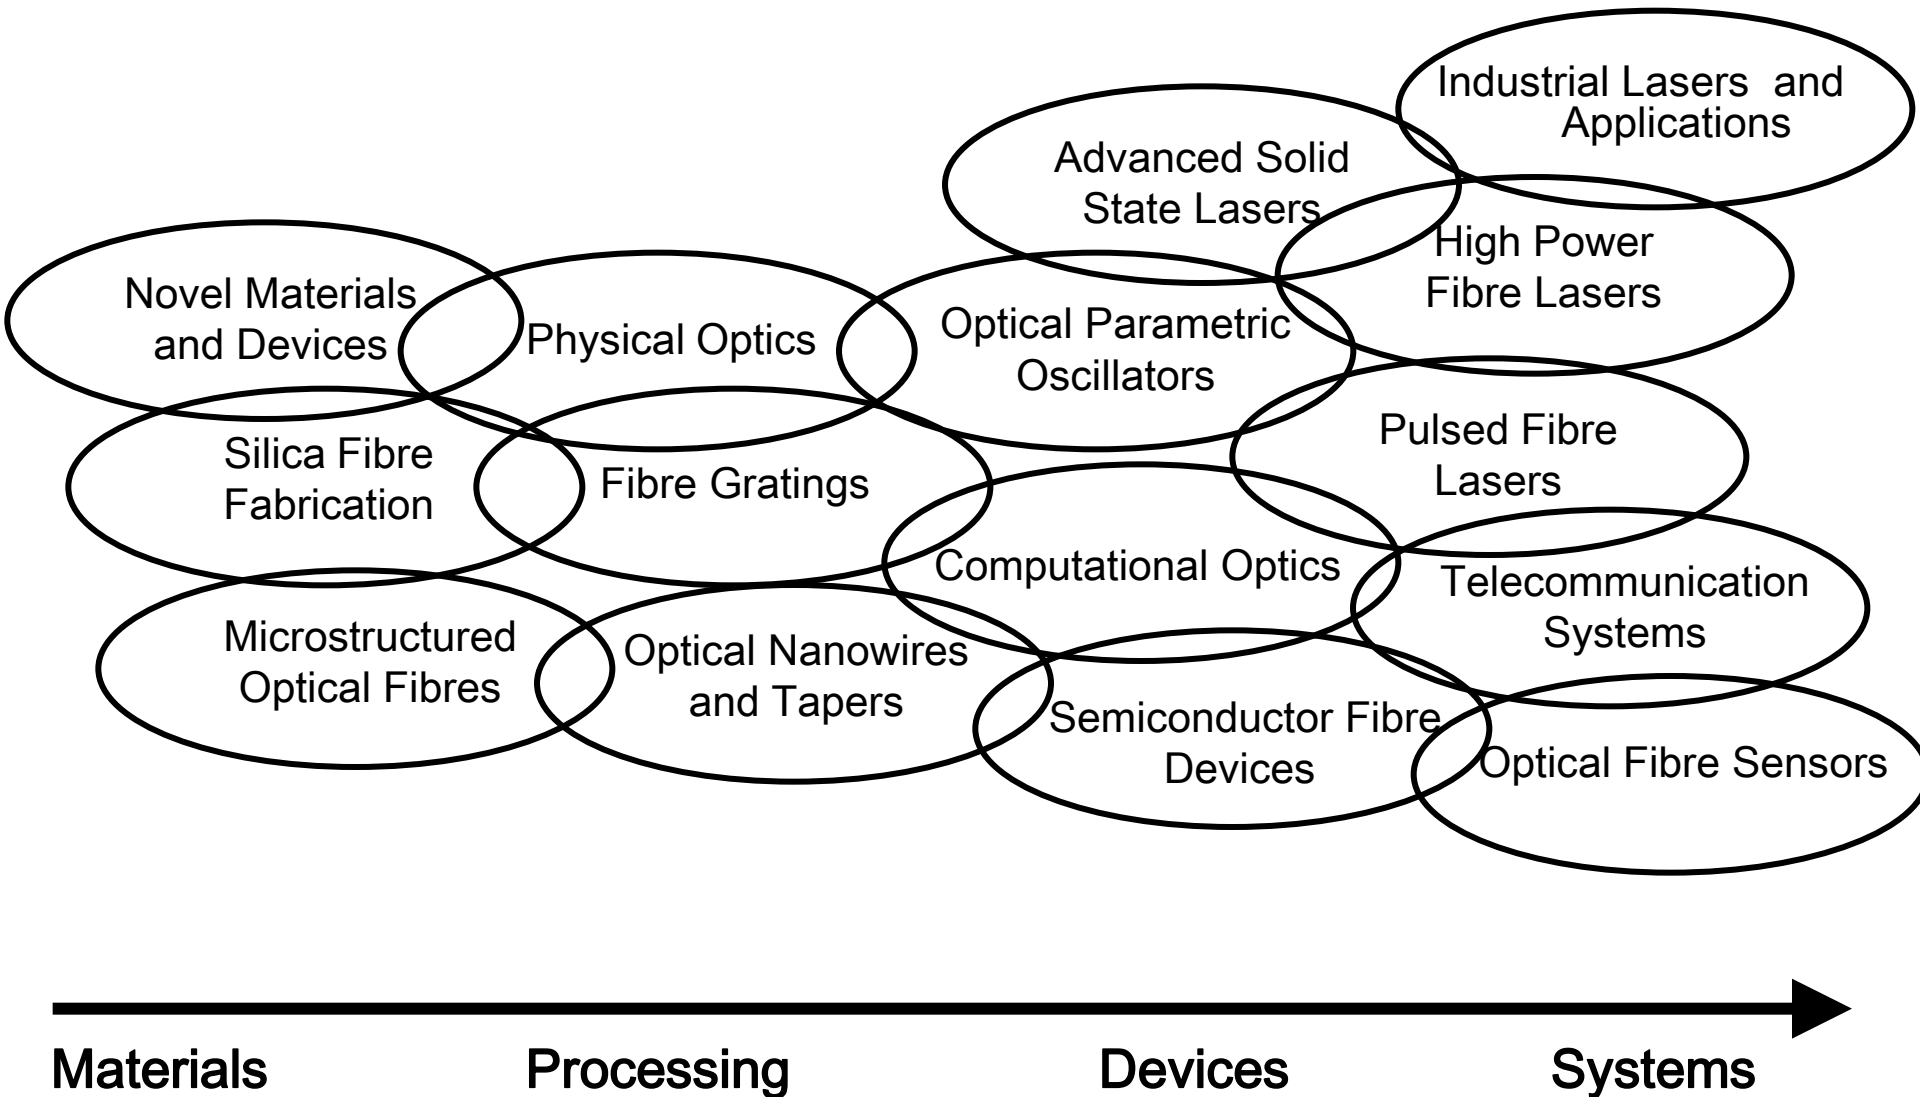 Industrial Lasers  and
Applications
Advanced Solid
State Lasers
High Power
Fibre Lasers
Novel Materials
and Devices
Physical Optics
Optical Parametric
Oscillators
Pulsed Fibre
Lasers
Silica Fibre
Fabrication
Fibre Gratings
Computational Optics
Telecommunication
Systems
Microstructured
Optical Fibres
Optical Nanowires
and Tapers
Semiconductor Fibre
Devices
Optical Fibre Sensors
Materials
Processing
Devices
Systems